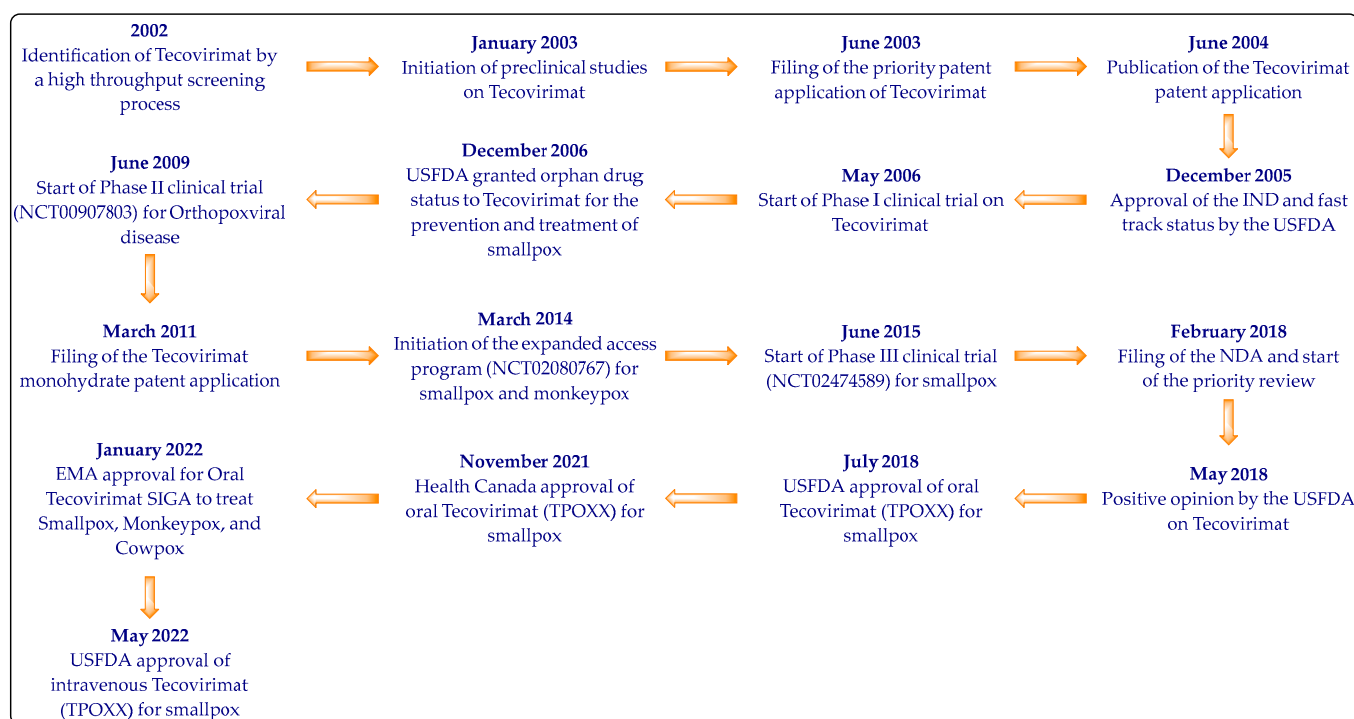 2002
Identification of Tecovirimat by
a high throughput screening
process
January 2003
Initiation of preclinical studies
on Tecovirimat
June 2003
Filing of the priority patent
application of Tecovirimat
June 2004
Publication of the Tecovirimat
patent application
December 2005
Approval of the IND and fast
track status by the USFDA
May 2006
Start of Phase I clinical trial on
Tecovirimat
December 2006
USFDA granted orphan drug
status to Tecovirimat for the
prevention and treatment of
smallpox
June 2009
Start of Phase II clinical trial
(NCT00907803) for Orthopoxviral
disease
March 2011
Filing of the Tecovirimat
monohydrate patent application
March 2014
Initiation of the expanded access
program (NCT02080767) for
smallpox and monkeypox
June 2015
Start of Phase III clinical trial
(NCT02474589) for smallpox
February 2018
Filing of the NDA and start
of the priority review
May 2018
Positive opinion by the USFDA
on Tecovirimat
July 2018
USFDA approval of oral
Tecovirimat (TPOXX) for
smallpox
November 2021
Health Canada approval of
oral Tecovirimat (TPOXX) for
smallpox
January 2022
EMA approval for Oral
Tecovirimat SIGA to treat
Smallpox, Monkeypox, and
Cowpox
May 2022
USFDA approval of
intravenous Tecovirimat
(TPOXX) for smallpox